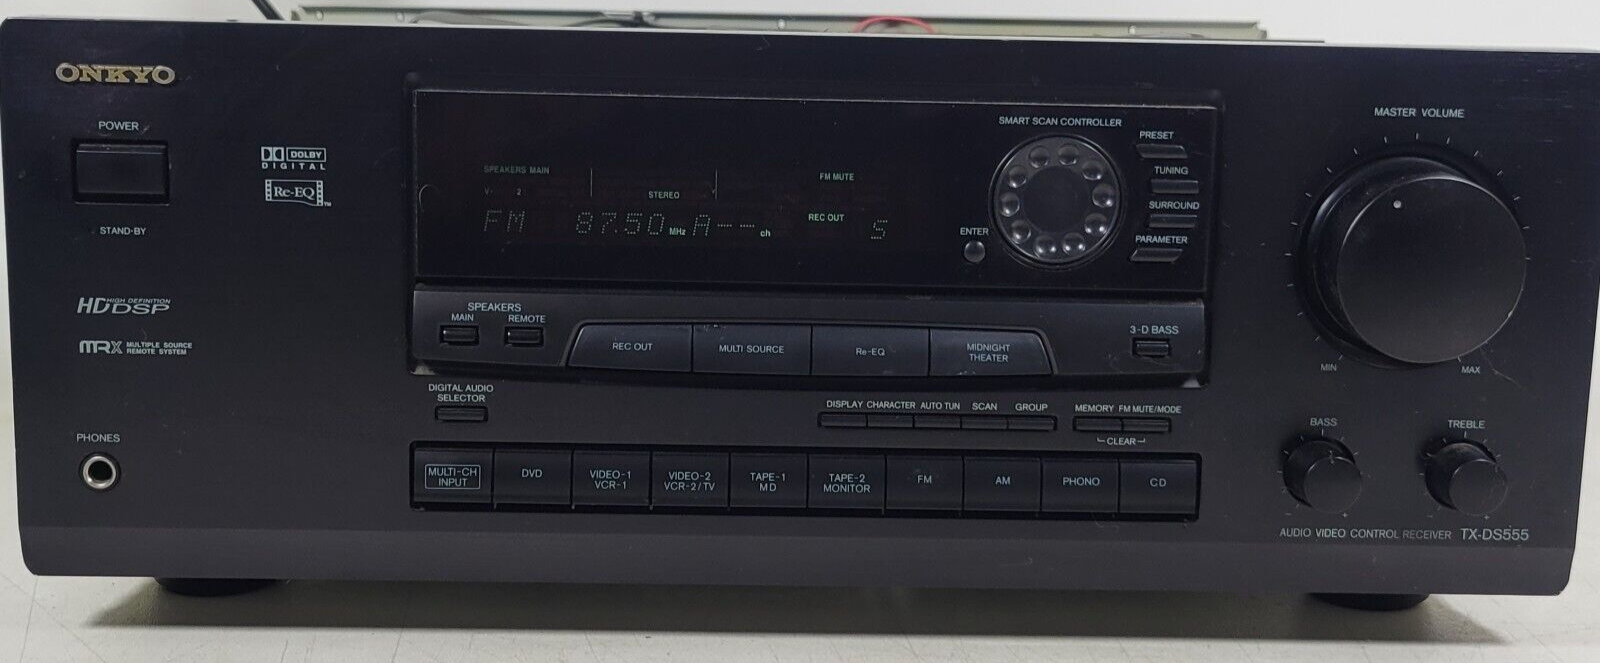 ONKYO
POWER
STAND-BY
DOLBY
DIGITAL
Re-EQ
TM
HD HIGH DEFINITION
DSP
MRX MULTIPLE SOURCE
REMOTE SYSTEM
PHONES
SPEAKERS MAIN
FM MUTE
V- 2
STEREO
REC OUT
FM 87.50 MHz A-- ch S
SMART SCAN CONTROLLER
PRESET
TUNING
SURROUND
PARAMETER
ENTER
MASTER VOLUME
MIN
MAX
SPEAKERS
MAIN
REMOTE
REC OUT
MULTI SOURCE
Re-EQ
MIDNIGHT
THEATER
3-D BASS
DIGITAL AUDIO
SELECTOR
DISPLAY CHARACTER AUTO TUN SCAN GROUP
MEMORY FM MUTE/MODE
CLEAR
MULTI-CH
INPUT
DVD
VIDEO-1
VCR-1
VIDEO-2
VCR-2/TV
TAPE-1
MD
TAPE-2
MONITOR
FM
AM
PHONO
CD
BASS
- +
TREBLE
- +
AUDIO VIDEO CONTROL RECEIVER TX-DS555